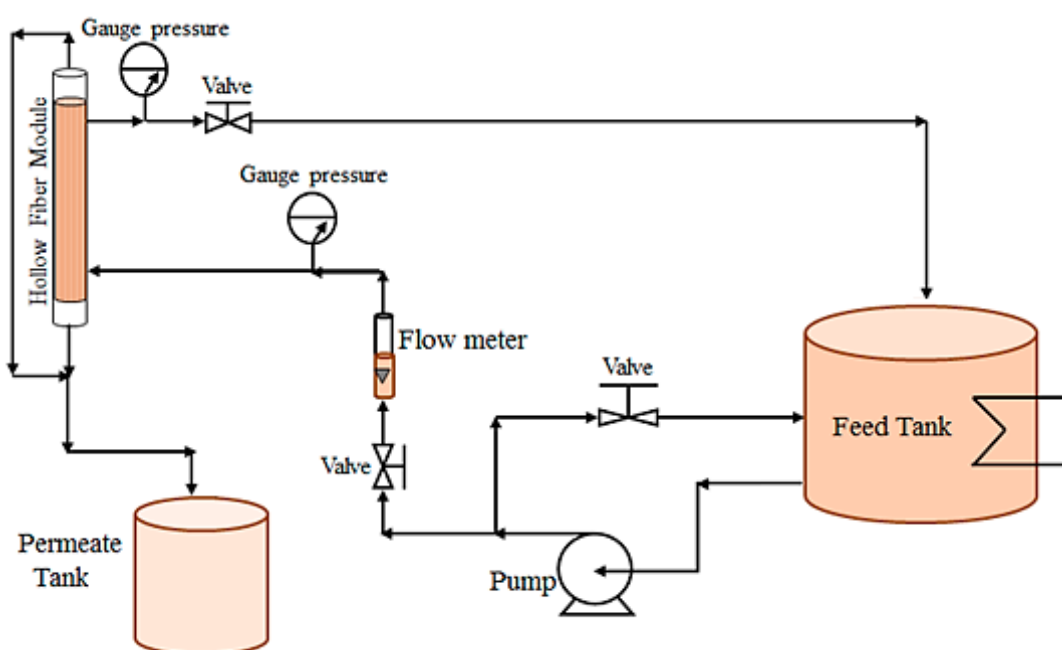 Gauge pressure
Valve
Hollow Fiber Module
Gauge pressure
Flow meter
Valve
Feed Tank
Valve
Permeate
Tank
Pump